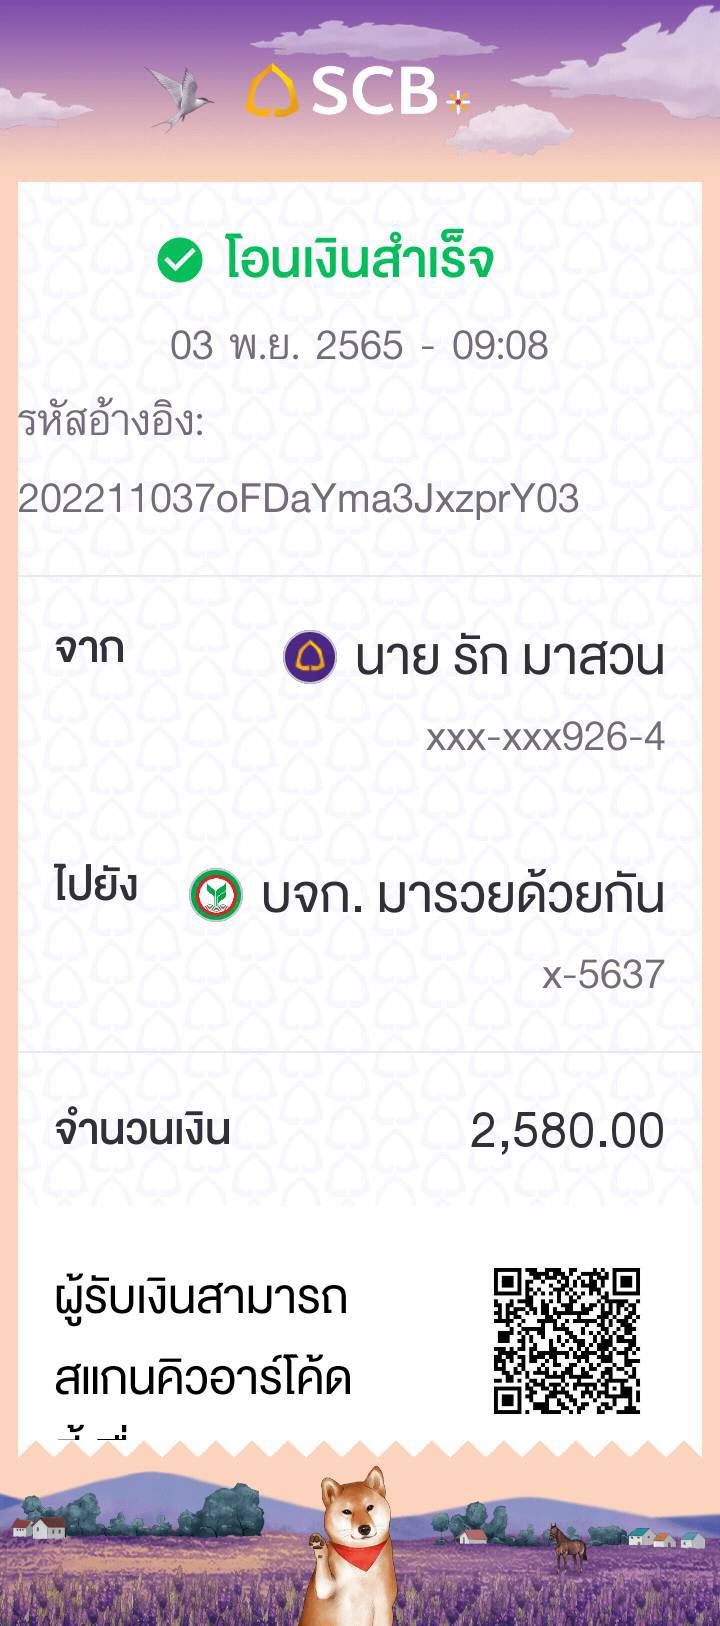 SCB
โอนเงินสำเร็จ
03 พ.ย. 2565 - 09:08
รหัสอ้างอิง:
202211037oFDaYma3JxzprY03
จาก นาย รัก มาสวน
xxx-xxx926-4
ไปยัง บจก. มารวยด้วยกัน
x-5637
จำนวนเงิน 2,580.00
ผู้รับเงินสามารถ
สแกนคิวอาร์โค้ด